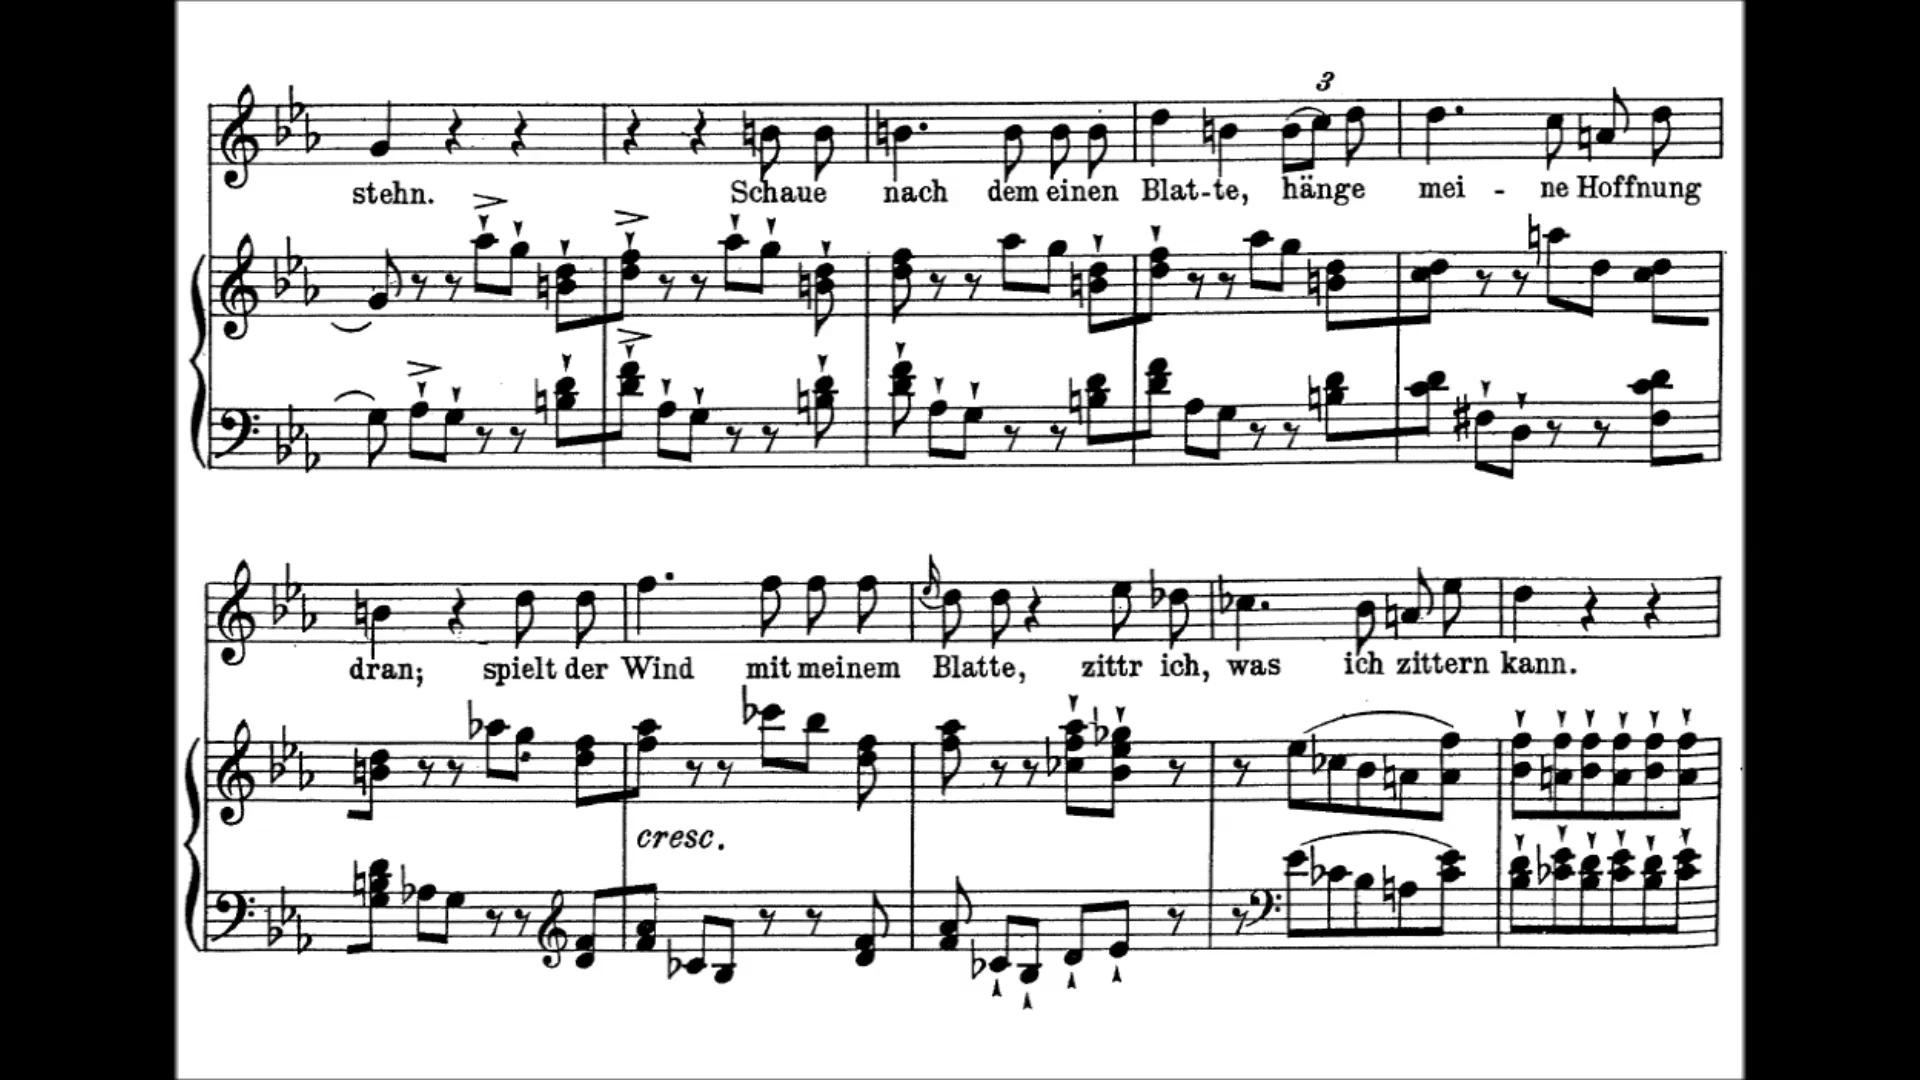 3
stehn. Schaue nach dem einen Blat-te, hänge mei - ne Hoffnung
dran; spielt der Wind mit meinem Blatte, zittr ich, was ich zittern kann.
cresc.